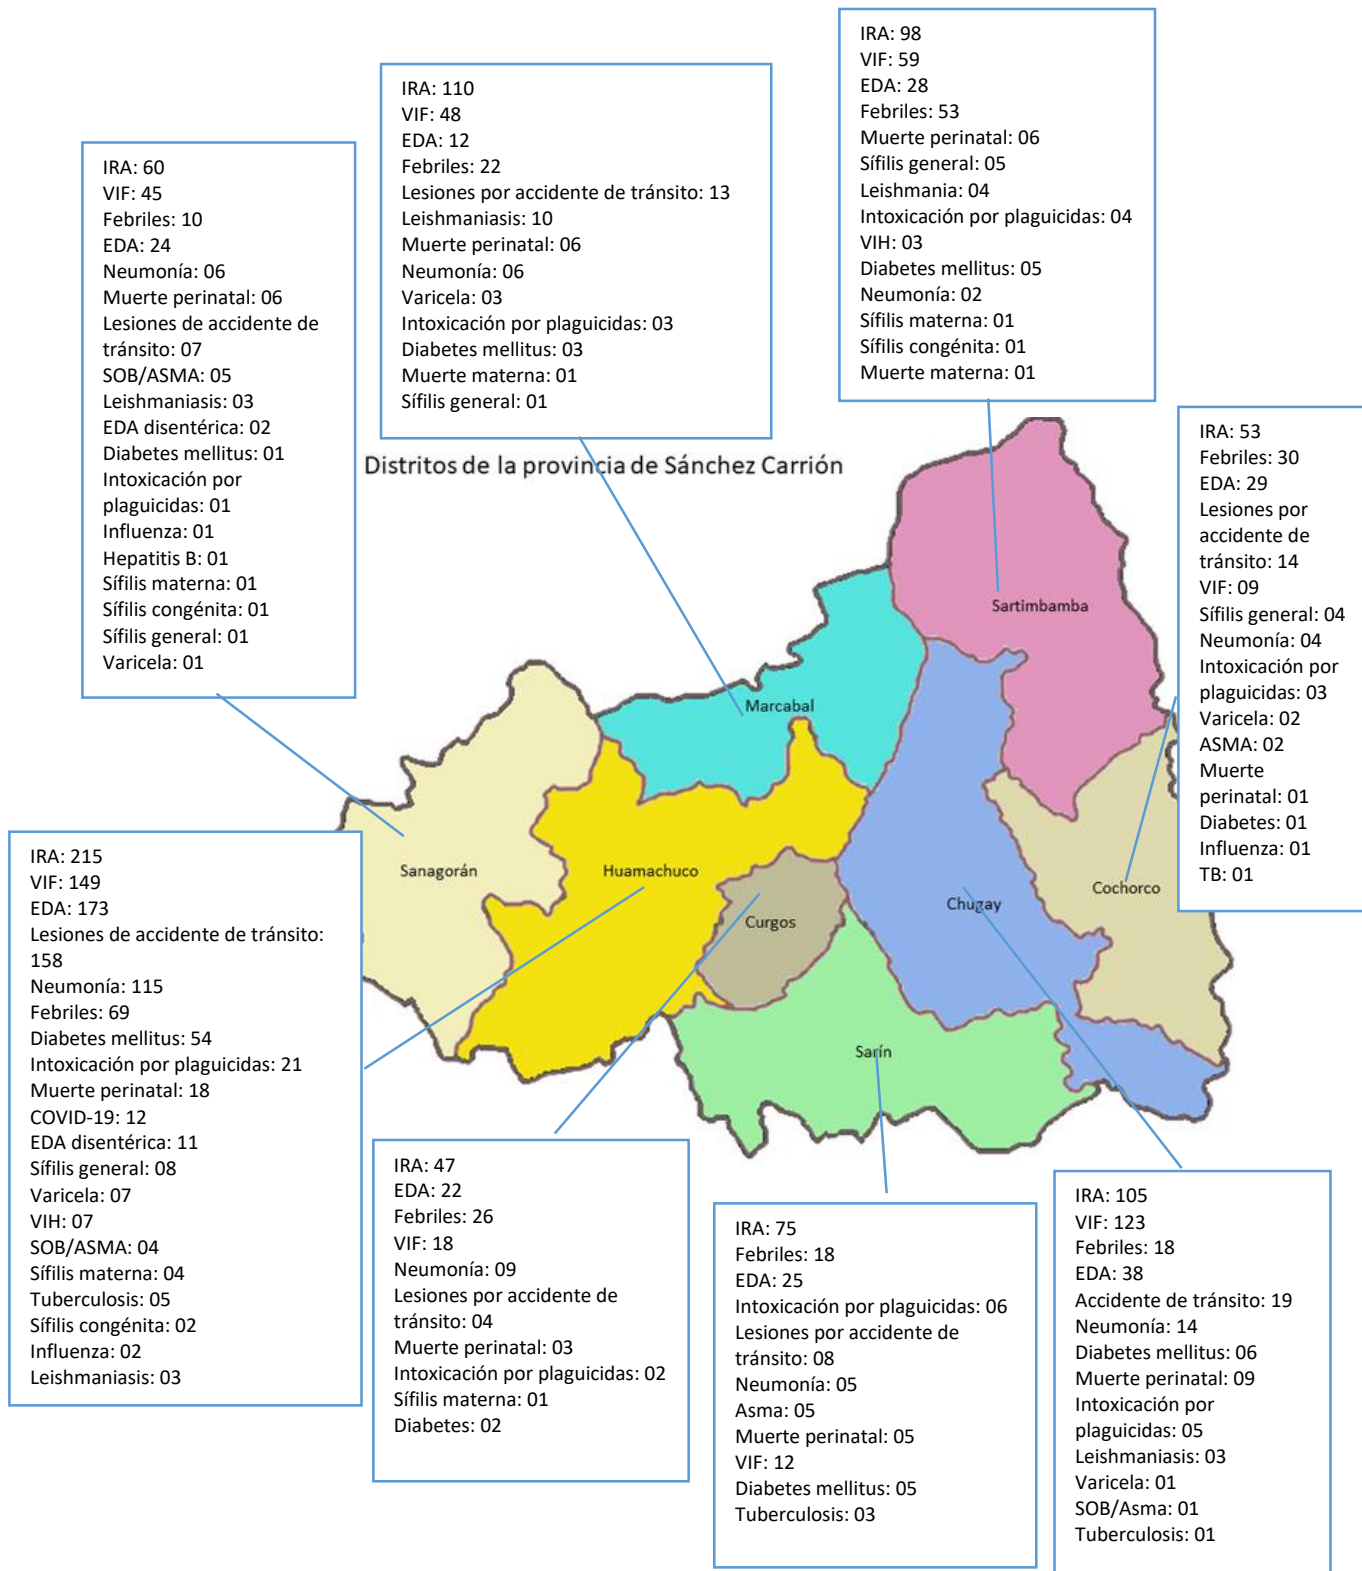 IRA: 98
VIF: 59
EDA: 28
Febriles: 53
Muerte perinatal: 06
Sífilis general: 05
Leishmania: 04
Intoxicación por plaguicidas: 04
VIH: 03
Diabetes mellitus: 05
Neumonía: 02
Sífilis materna: 01
Sífilis congénita: 01
Muerte materna: 01
IRA: 110
VIF: 48
EDA: 12
Febriles: 22
Lesiones por accidente de tránsito: 13
Leishmaniasis: 10
Muerte perinatal: 06
Neumonía: 06
Varicela: 03
Intoxicación por plaguicidas: 03
Diabetes mellitus: 03
Muerte materna: 01
Sífilis general: 01
IRA: 60
VIF: 45
Febriles: 10
EDA: 24
Neumonía: 06
Muerte perinatal: 06
Lesiones de accidente de
tránsito: 07
SOB/ASMA: 05
Leishmaniasis: 03
EDA disentérica: 02
Diabetes mellitus: 01
Intoxicación por
plaguicidas: 01
Influenza: 01
Hepatitis B: 01
Sífilis materna: 01
Sífilis congénita: 01
Sífilis general: 01
Varicela: 01
Distritos de la provincia de Sánchez Carrión
IRA: 53
Febriles: 30
EDA: 29
Lesiones por
accidente de
tránsito: 14
VIF: 09
Sífilis general: 04
Neumonía: 04
Intoxicación por
plaguicidas: 03
Varicela: 02
ASMA: 02
Muerte
perinatal: 01
Diabetes: 01
Influenza: 01
TB: 01
Sartimbamba
Marcabal
Sanagorán
Huamachuco
Curgos
Chugay
Cochorco
Sarín
IRA: 215
VIF: 149
EDA: 173
Lesiones de accidente de tránsito:
158
Neumonía: 115
Febriles: 69
Diabetes mellitus: 54
Intoxicación por plaguicidas: 21
Muerte perinatal: 18
COVID-19: 12
EDA disentérica: 11
Sífilis general: 08
Varicela: 07
VIH: 07
SOB/ASMA: 04
Sífilis materna: 04
Tuberculosis: 05
Sífilis congénita: 02
Influenza: 02
Leishmaniasis: 03
IRA: 47
EDA: 22
Febriles: 26
VIF: 18
Neumonía: 09
Lesiones por accidente de
tránsito: 04
Muerte perinatal: 03
Intoxicación por plaguicidas: 02
Sífilis materna: 01
Diabetes: 02
IRA: 75
Febriles: 18
EDA: 25
Intoxicación por plaguicidas: 06
Lesiones por accidente de
tránsito: 08
Neumonía: 05
Asma: 05
Muerte perinatal: 05
VIF: 12
Diabetes mellitus: 05
Tuberculosis: 03
IRA: 105
VIF: 123
Febriles: 18
EDA: 38
Accidente de tránsito: 19
Neumonía: 14
Diabetes mellitus: 06
Muerte perinatal: 09
Intoxicación por
plaguicidas: 05
Leishmaniasis: 03
Varicela: 01
SOB/Asma: 01
Tuberculosis: 01